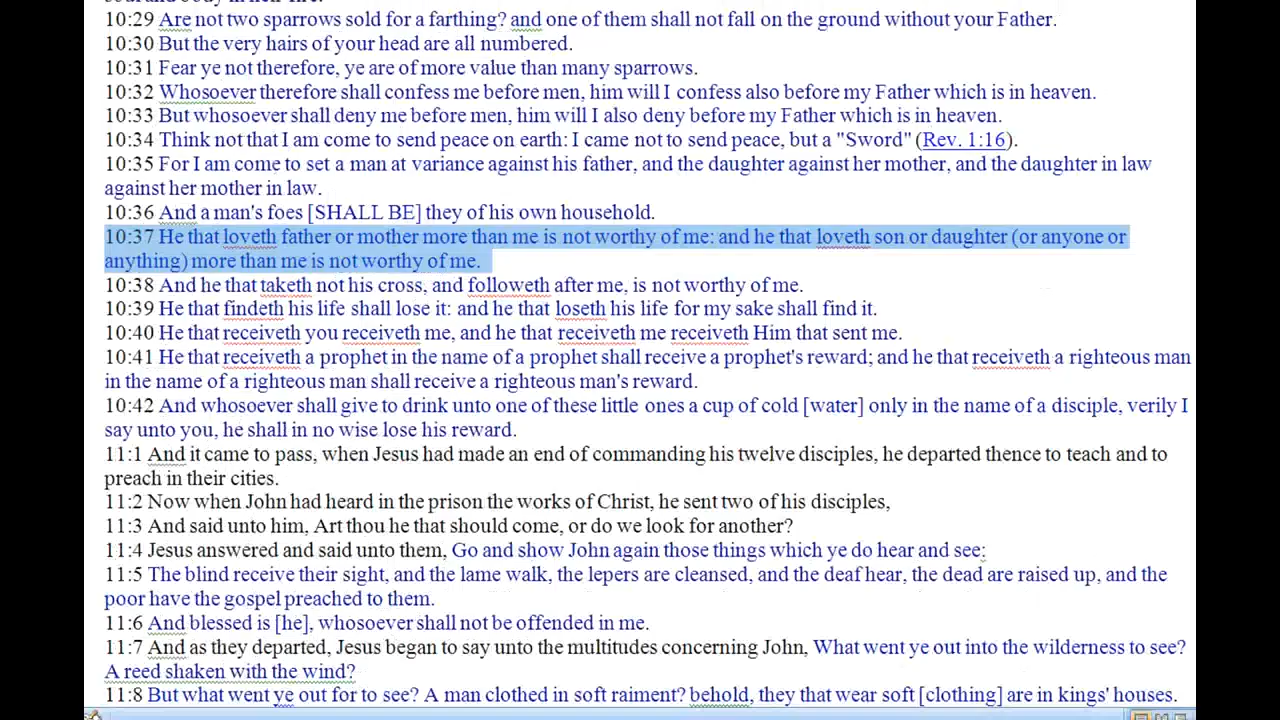 10:29 Are not two sparrows sold for a farthing? and one of them shall not fall on the ground without your Father.
10:30 But the very hairs of your head are all numbered.
10:31 Fear ye not therefore, ye are of more value than many sparrows.
10:32 Whosoever therefore shall confess me before men, him will I confess also before my Father which is in heaven.
10:33 But whosoever shall deny me before men, him will I also deny before my Father which is in heaven.
10:34 Think not that I am come to send peace on earth: I came not to send peace, but a "Sword" (Rev. 1:16).
10:35 For I am come to set a man at variance against his father, and the daughter against her mother, and the daughter in law
against her mother in law.
10:36 And a man's foes [SHALL BE] they of his own household.
10:37 He that loveth father or mother more than me is not worthy of me: and he that loveth son or daughter (or anyone or
anything) more than me is not worthy of me.
10:38 And he that taketh not his cross, and followeth after me, is not worthy of me.
10:39 He that findeth his life shall lose it: and he that loseth his life for my sake shall find it.
10:40 He that receiveth you receiveth me, and he that receiveth me receiveth Him that sent me.
10:41 He that receiveth a prophet in the name of a prophet shall receive a prophet's reward; and he that receiveth a righteous man
in the name of a righteous man shall receive a righteous man's reward.
10:42 And whosoever shall give to drink unto one of these little ones a cup of cold [water] only in the name of a disciple, verily I
say unto you, he shall in no wise lose his reward.
11:1 And it came to pass, when Jesus had made an end of commanding his twelve disciples, he departed thence to teach and to
preach in their cities.
11:2 Now when John had heard in the prison the works of Christ, he sent two of his disciples,
11:3 And said unto him, Art thou he that should come, or do we look for another?
11:4 Jesus answered and said unto them, Go and show John again those things which ye do hear and see:
11:5 The blind receive their sight, and the lame walk, the lepers are cleansed, and the deaf hear, the dead are raised up, and the
poor have the gospel preached to them.
11:6 And blessed is [he], whosoever shall not be offended in me.
11:7 And as they departed, Jesus began to say unto the multitudes concerning John, What went ye out into the wilderness to see?
A reed shaken with the wind?
11:8 But what went ye out for to see? A man clothed in soft raiment? behold, they that wear soft [clothing] are in kings' houses.